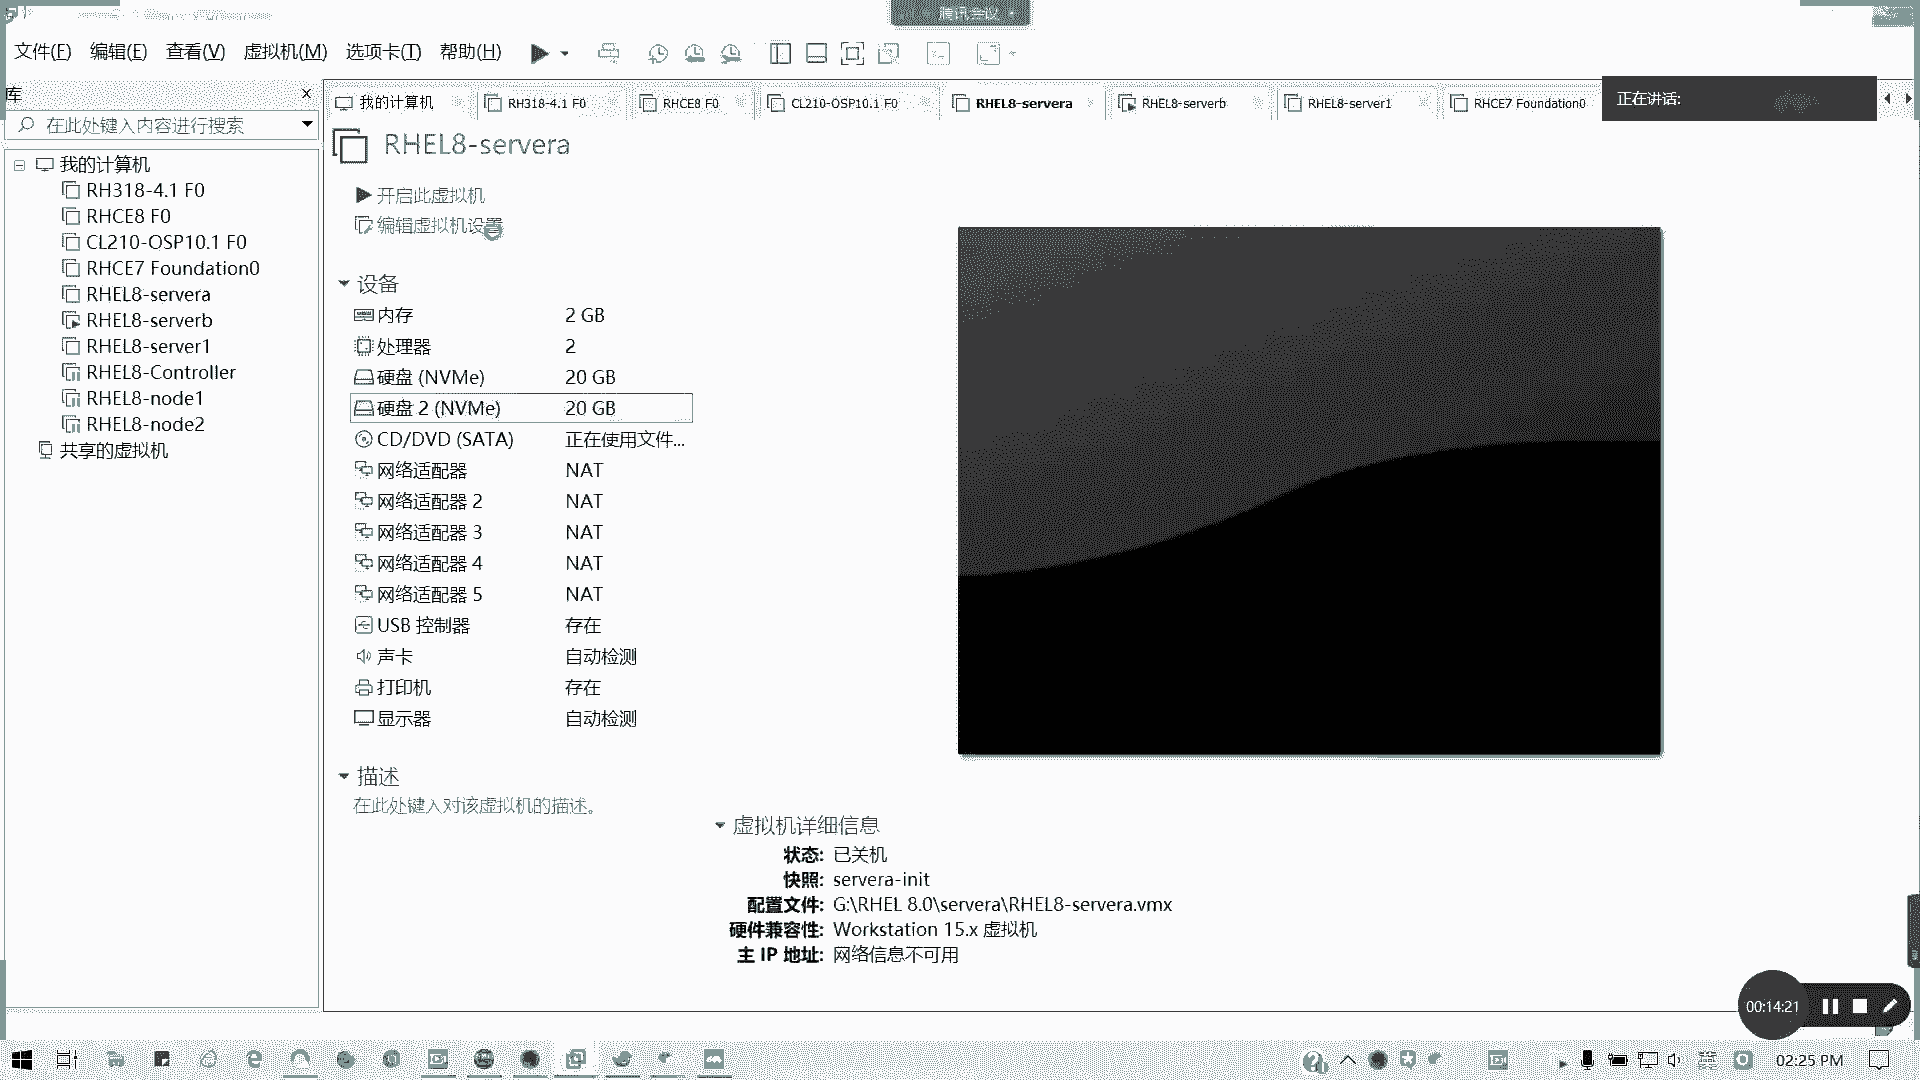 腾讯会议
文件(F) 编辑(E) 查看(V) 虚拟机(M) 选项卡(T) 帮助(H)
库
在此处键入内容进行搜索
我的计算机
RH318-4.1 F0
RHCE8 F0
CL210-OSP10.1 F0
RHCE7 Foundation0
RHEL8-servera
RHEL8-serverb
RHEL8-server1
RHEL8-Controller
RHEL8-node1
RHEL8-node2
共享的虚拟机
我的计算机 RH318-4.1 F0 RHCE8 F0 CL210-OSP10.1 F0 RHEL8-servera RHEL8-serverb RHEL8-server1 RHCE7 Foundation0
正在讲话:
RHEL8-servera
开启此虚拟机
编辑虚拟机设置
设备
内存 2 GB
处理器 2
硬盘 (NVMe) 20 GB
硬盘 2 (NVMe) 20 GB
CD/DVD (SATA) 正在使用文件...
网络适配器 NAT
网络适配器 2 NAT
网络适配器 3 NAT
网络适配器 4 NAT
网络适配器 5 NAT
USB 控制器 存在
声卡 自动检测
打印机 存在
显示器 自动检测
描述
在此处键入对该虚拟机的描述。
虚拟机详细信息
状态: 已关机
快照: servera-init
配置文件: G:\RHEL 8.0\servera\RHEL8-servera.vmx
硬件兼容性: Workstation 15.x 虚拟机
主 IP 地址: 网络信息不可用
00:14:21
英
02:25 PM